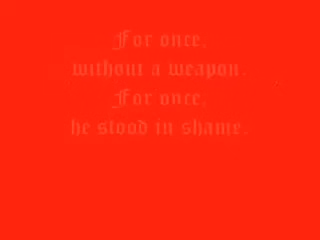 For once,
without a weapon.
For once,
he stood in shame.